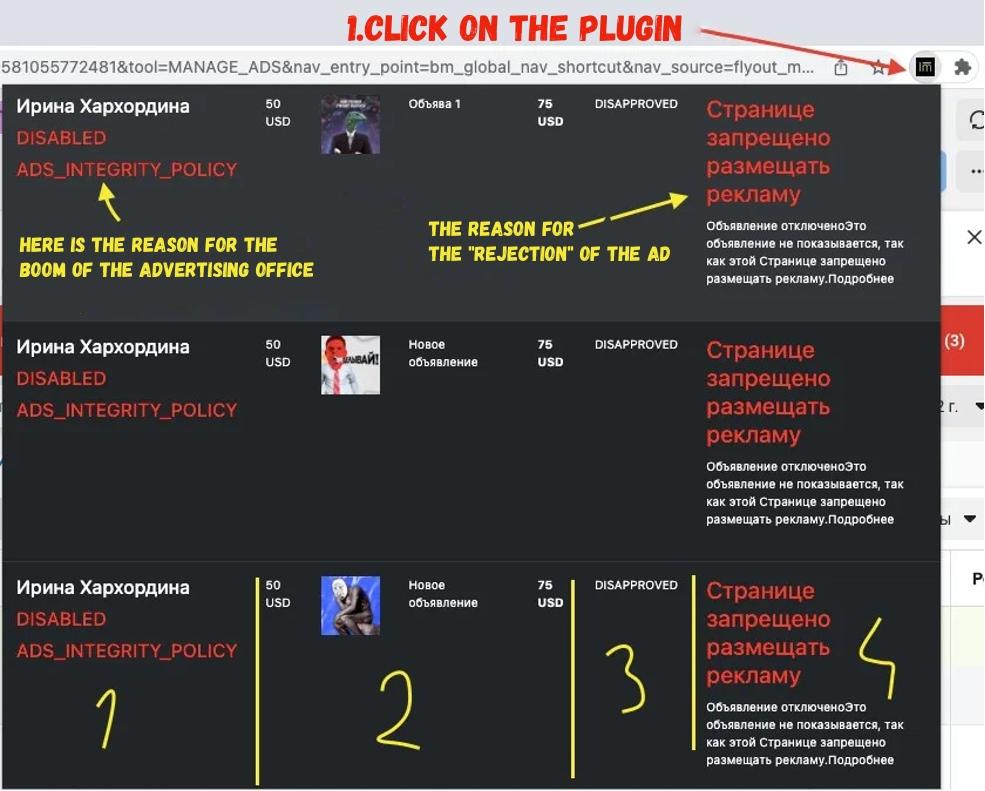 1.CLICK ON THE PLUGIN
581055772481&tool=MANAGE_ADS&nav_entry_point=bm_global_nav_shortcut&nav_source=flyout_m...
Ирина Хархордина
DISABLED
ADS_INTEGRITY_POLICY
50
USD
Объява 1
75
USD
DISAPPROVED
Странице
запрещено
размещать
рекламу
Объявление отключеноЭто
объявление не показывается, так
как этой Странице запрещено
размещать рекламу.Подробнее
HERE IS THE REASON FOR THE
BOOM OF THE ADVERTISING OFFICE
THE REASON FOR
THE "REJECTION" OF THE AD
Ирина Хархордина
DISABLED
ADS_INTEGRITY_POLICY
50
USD
ДЕЛЫВАЙ!
Новое
объявление
75
USD
DISAPPROVED
Странице
запрещено
размещать
рекламу
Объявление отключеноЭто
объявление не показывается, так
как этой Странице запрещено
размещать рекламу.Подробнее
(3)
2 г.
ы
Ирина Хархордина
DISABLED
ADS_INTEGRITY_POLICY
50
USD
Новое
объявление
75
USD
DISAPPROVED
Странице
запрещено
размещать
рекламу
Объявление отключеноЭто
объявление не показывается, так
как этой Странице запрещено
размещать рекламу.Подробнее
1
2
3
4